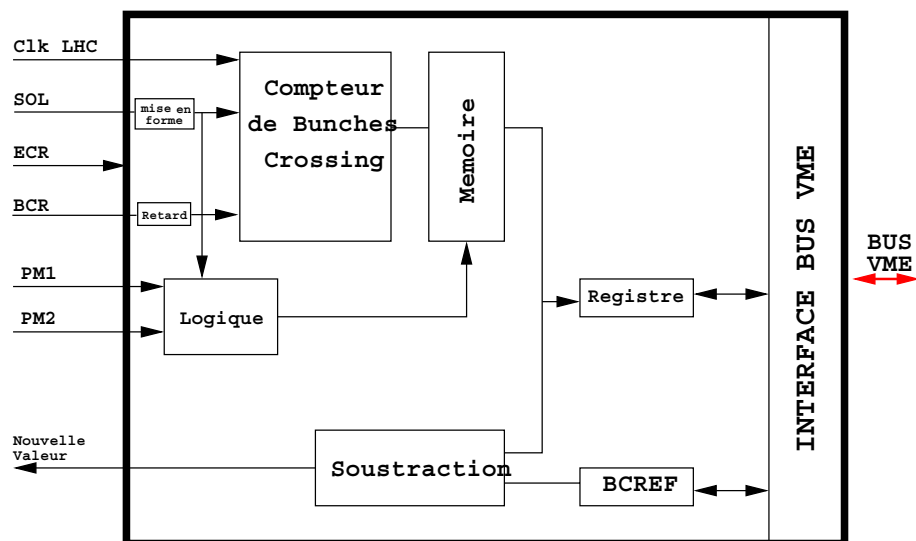 Clk LHC
SOL
mise en
forme
ECR
BCR
Retard
Compteur
de Bunches
Crossing
Memoire
PM1
PM2
Logique
Registre
Nouvelle
Valeur
Soustraction
BCREF
INTERFACE BUS VME
BUS
VME